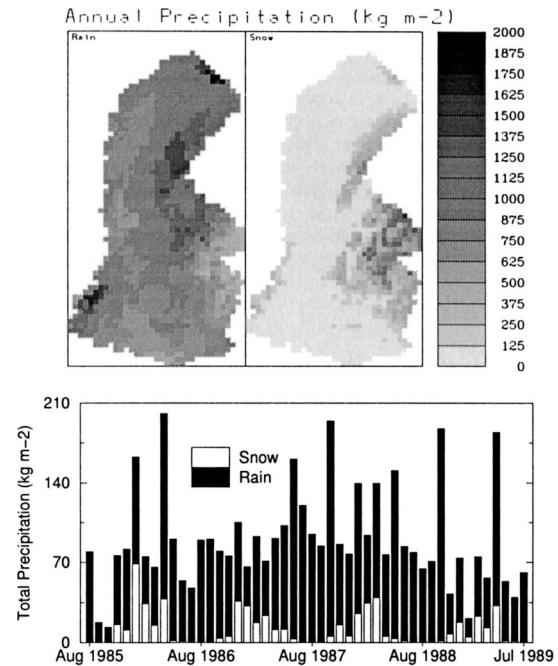 Annual Precipitation (kg m-2)
Rain
Snow
2000
1875
1750
1625
1500
1375
1250
1125
1000
875
750
625
500
375
250
125
0
210
140
70
0
Total Precipitation (kg m-2)
Snow
Rain
Aug 1985
Aug 1986
Aug 1987
Aug 1988
Jul 1989